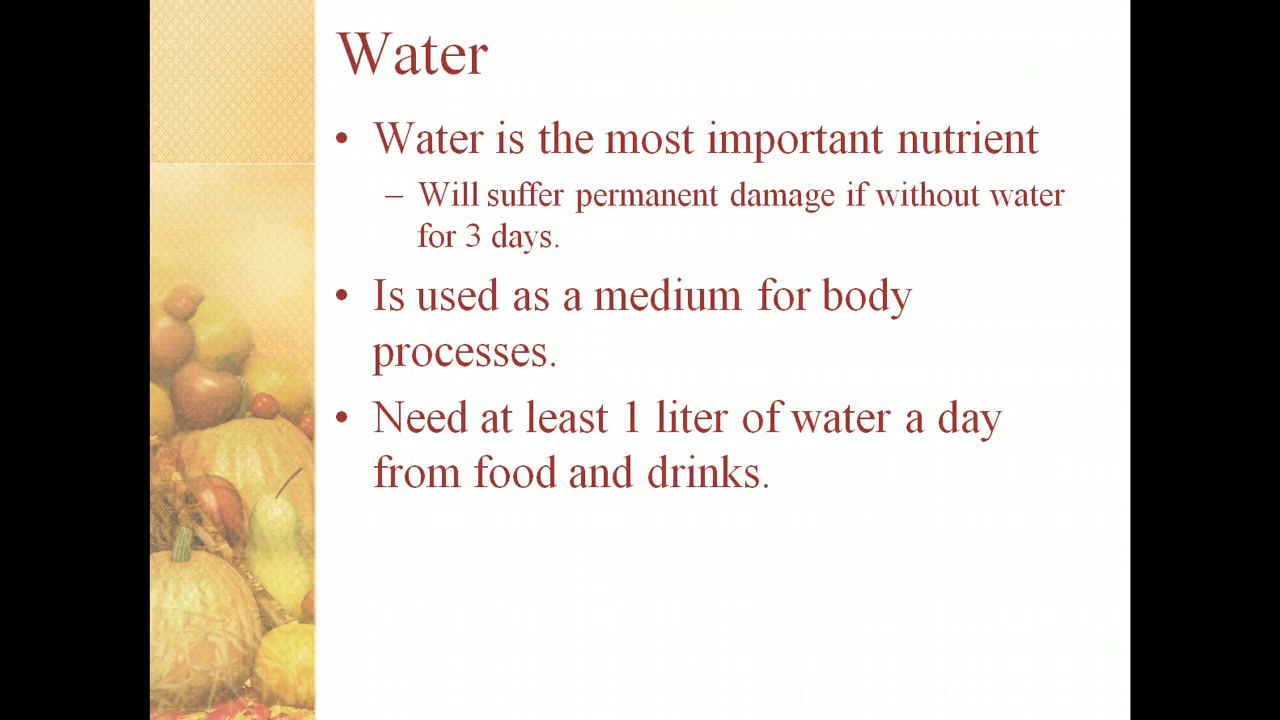 Water
• Water is the most important nutrient
– Will suffer permanent damage if without water
for 3 days.
• Is used as a medium for body
processes.
• Need at least 1 liter of water a day
from food and drinks.